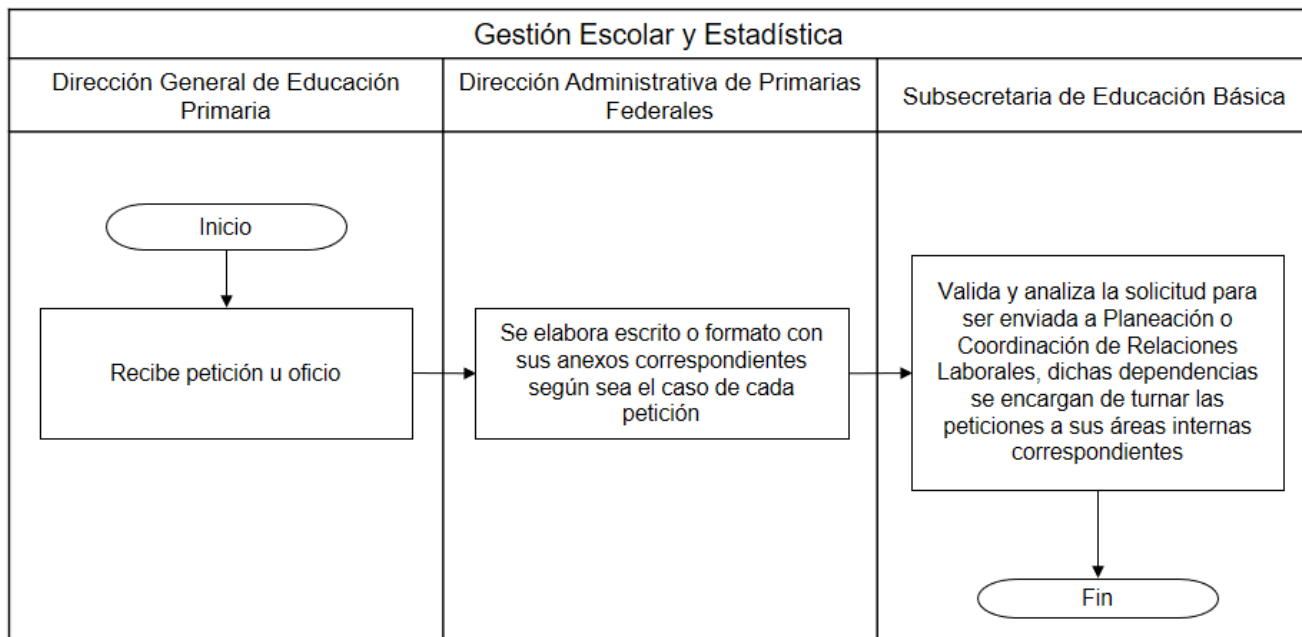 Gestión Escolar y Estadística
Dirección General de Educación
Primaria
Dirección Administrativa de Primarias
Federales
Subsecretaria de Educación Básica
Inicio
Recibe petición u oficio
Se elabora escrito o formato con
sus anexos correspondientes
según sea el caso de cada
petición
Valida y analiza la solicitud para
ser enviada a Planeación o
Coordinación de Relaciones
Laborales, dichas dependencias
se encargan de turnar las
peticiones a sus áreas internas
correspondientes
Fin